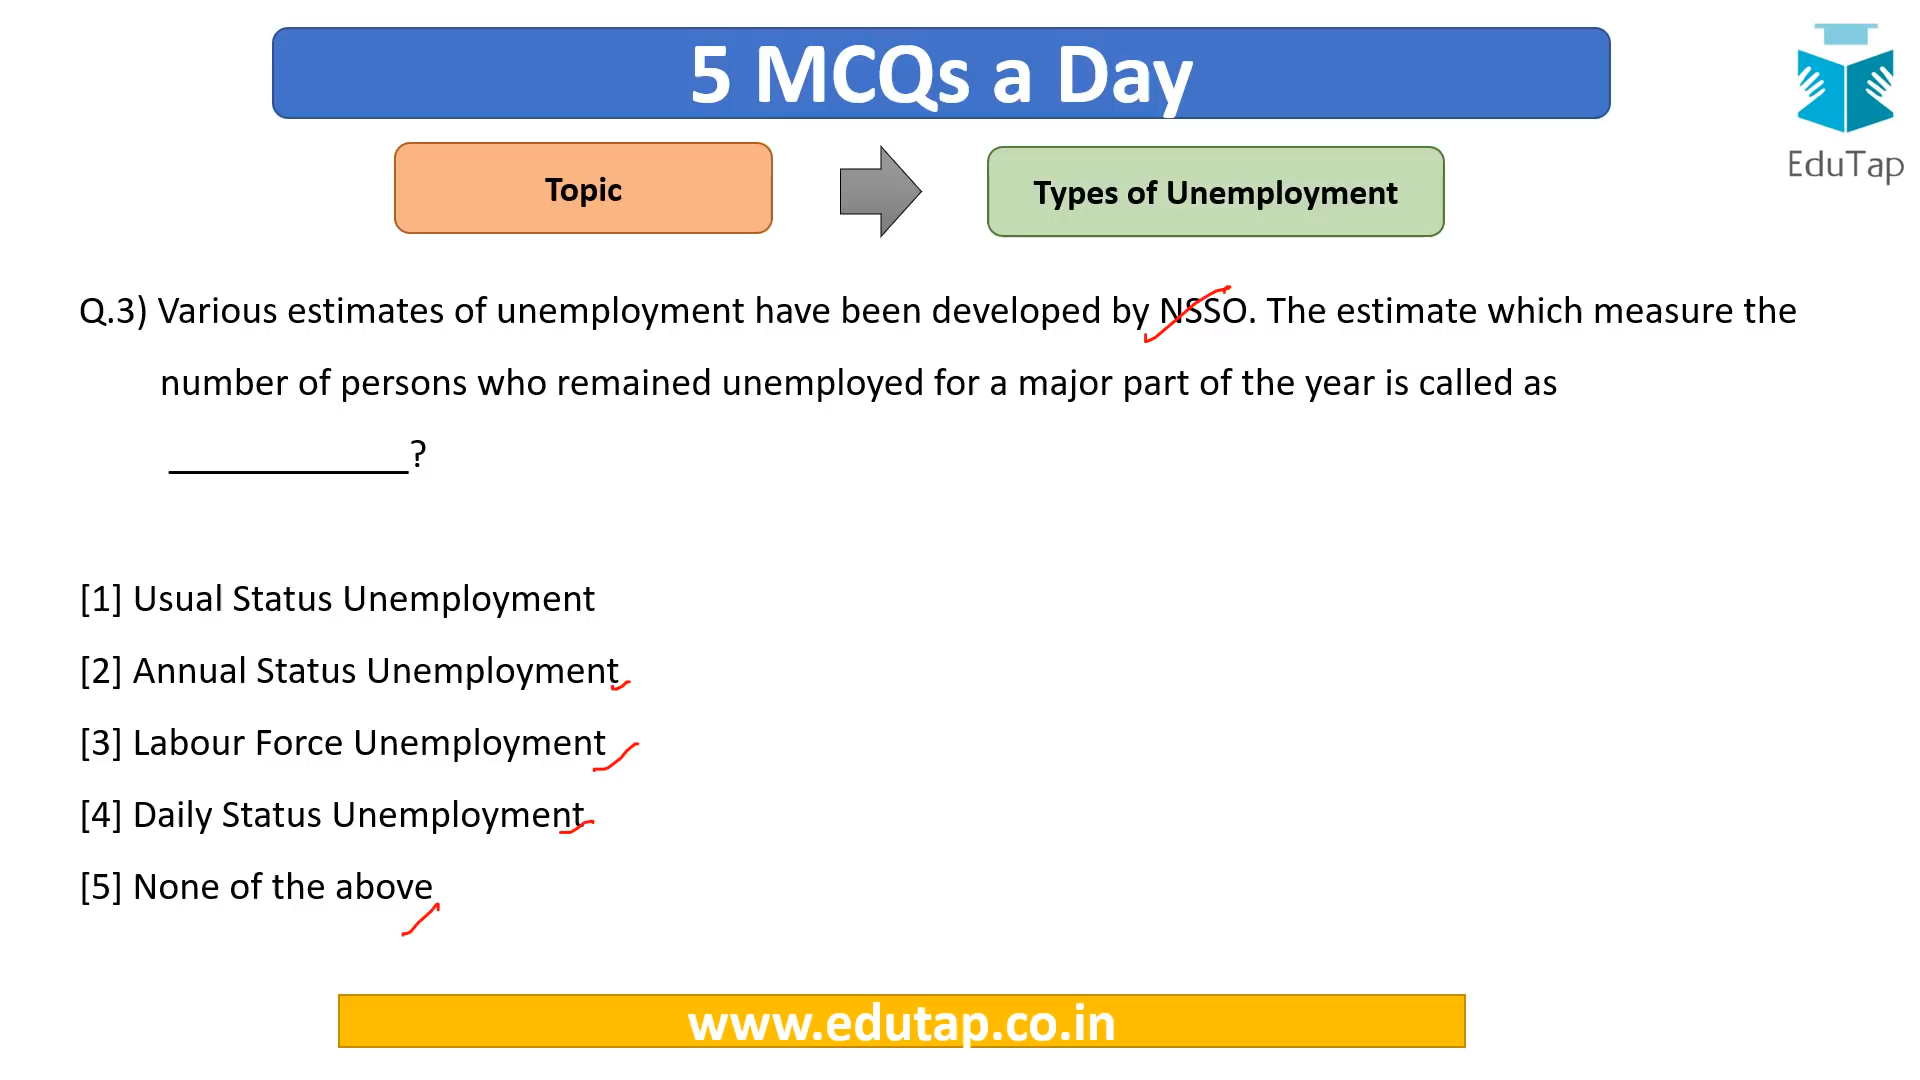 5 MCQs a Day
EduTap
Topic
Types of Unemployment
Q.3) Various estimates of unemployment have been developed by NSSO. The estimate which measure the
number of persons who remained unemployed for a major part of the year is called as
____________?
[1] Usual Status Unemployment
[2] Annual Status Unemployment
[3] Labour Force Unemployment
[4] Daily Status Unemployment
[5] None of the above
www.edutap.co.in